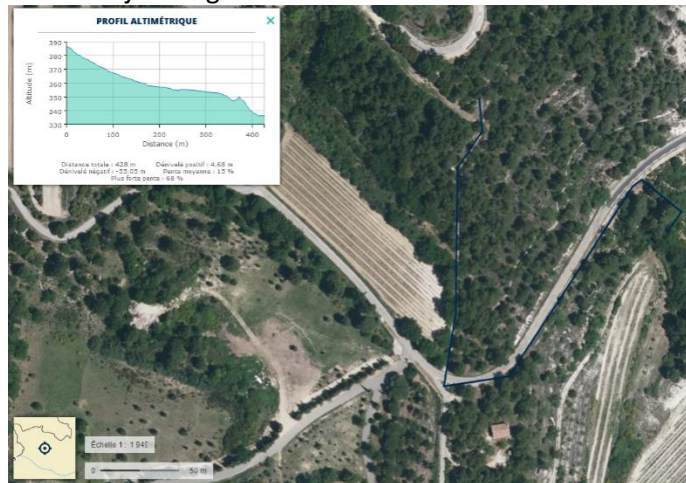 PROFIL ALTIMÉTRIQUE ×
390
380
370
360
350
340
330
Altitude (m)
0 100 200 300 400
Distance (m)
Distance totale : 428 m Dénivelé positif : 4.68 m
Dénivelé négatif : -55.05 m Pente moyenne : 15 %
Plus forte pente : 68 %
Échelle 1 : 1 949
0 50 m